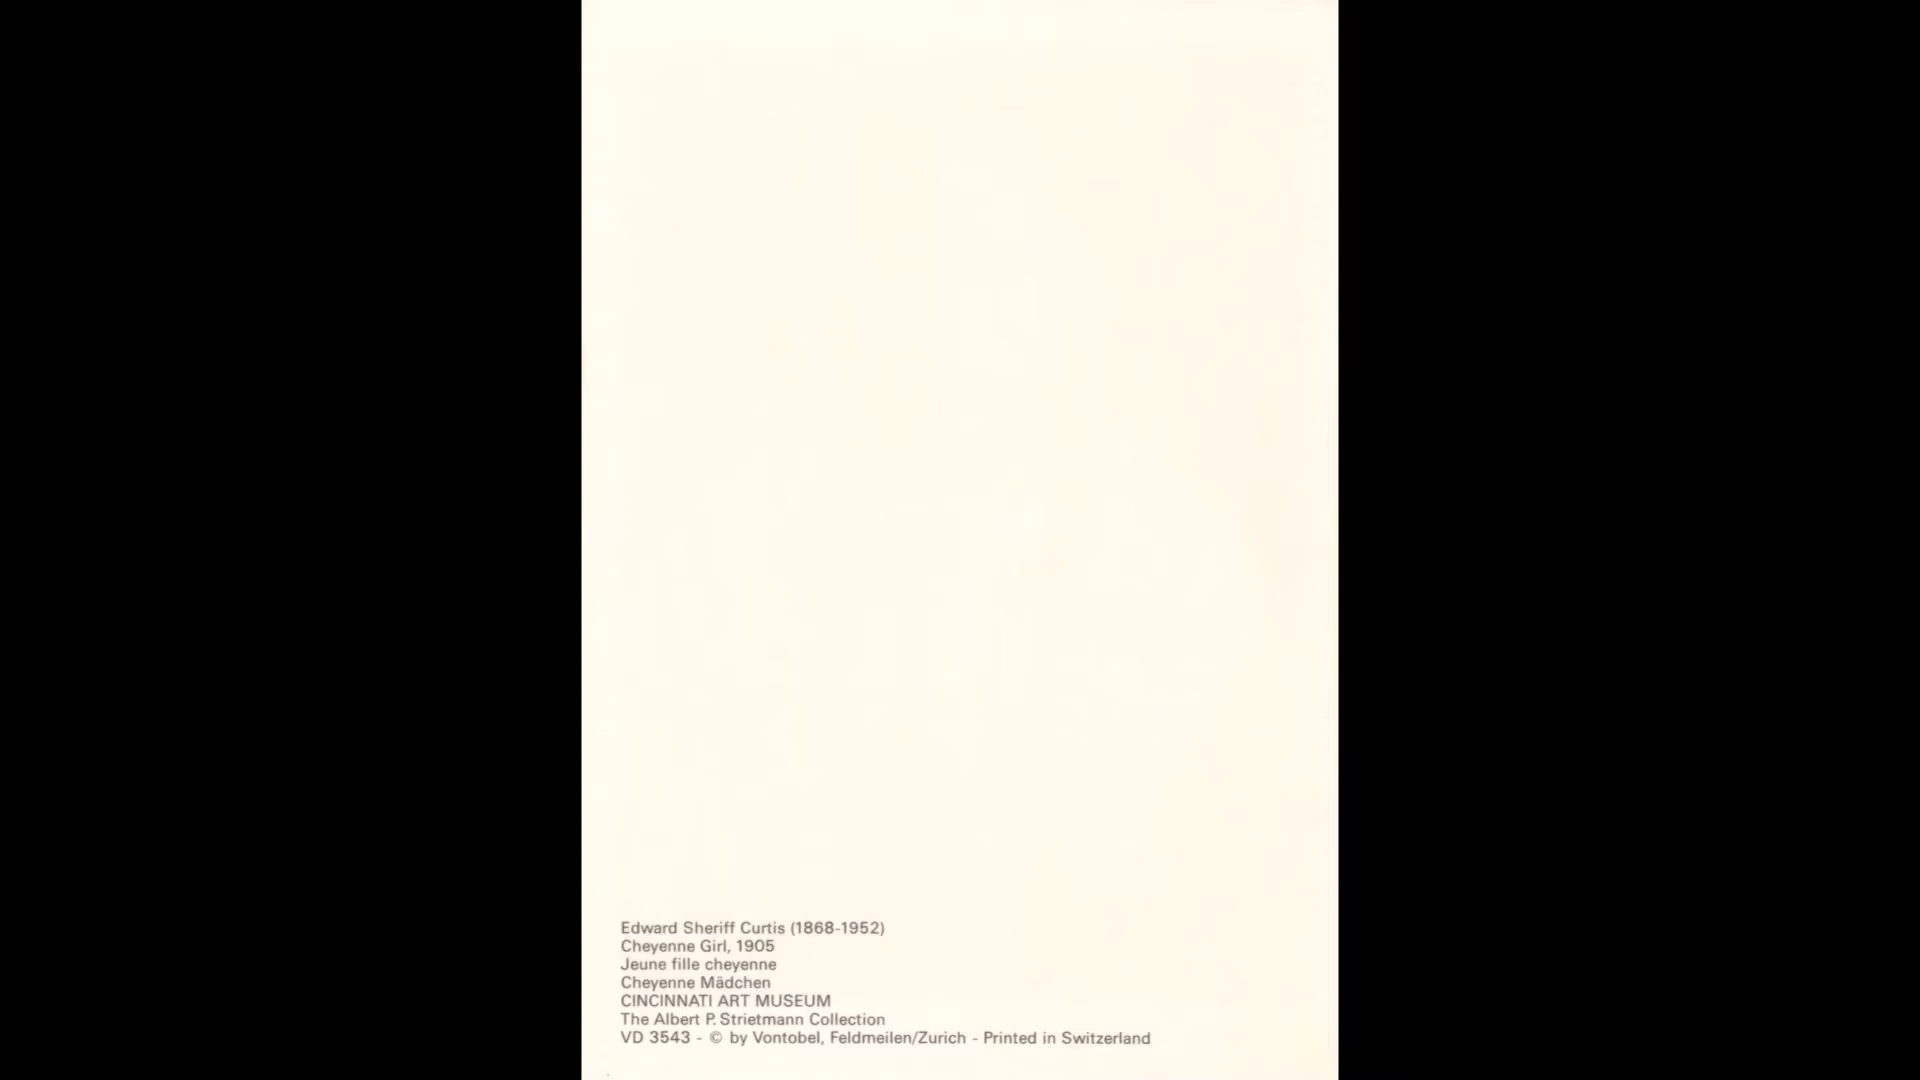 Edward Sheriff Curtis (1868-1952)
Cheyenne Girl, 1905
Jeune fille cheyenne
Cheyenne Mädchen
CINCINNATI ART MUSEUM
The Albert P. Strietmann Collection
VD 3543 - © by Vontobel, Feldmeilen/Zurich - Printed in Switzerland